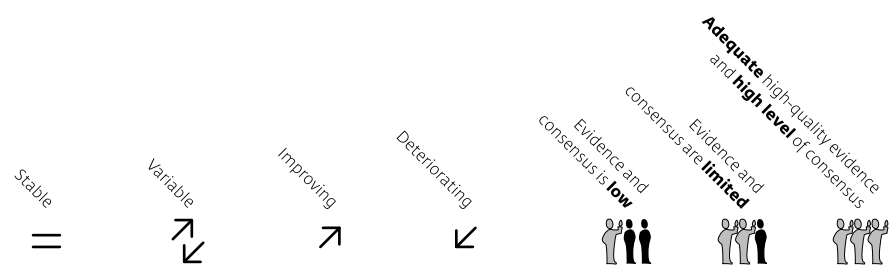 Stable
Variable
Improving
Deteriorating
Evidence and
consensus is low
Evidence and
consensus are limited
Adequate high-quality evidence
and high level of consensus